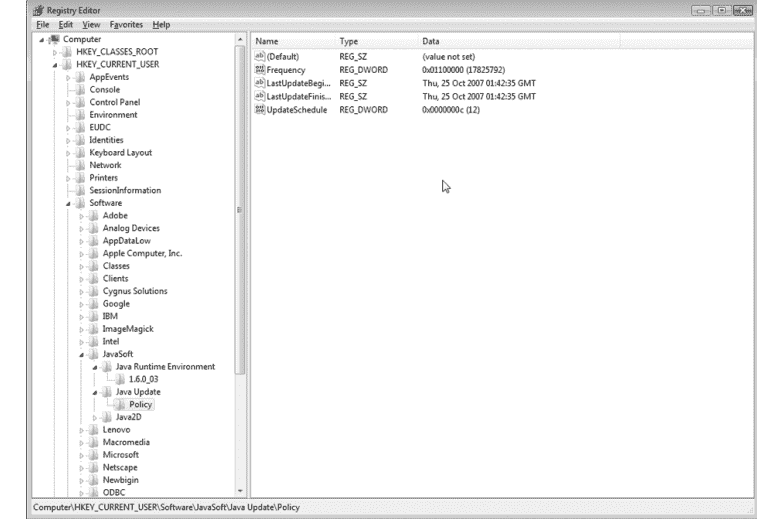 Registry Editor
File Edit View Favorites Help
Computer
HKEY_CLASSES_ROOT
HKEY_CURRENT_USER
AppEvents
Console
Control Panel
Environment
EUDC
Identities
Keyboard Layout
Network
Printers
SessionInformation
Software
Adobe
Analog Devices
AppDataLow
Apple Computer, Inc.
Classes
Clients
Cygnus Solutions
Google
IBM
ImageMagick
Intel
JavaSoft
Java Runtime Environment
1.6.0_03
Java Update
Policy
Java2D
Lenovo
Macromedia
Microsoft
Netscape
Newbigin
ODBC
Name Type Data
(Default) REG_SZ (value not set)
Frequency REG_DWORD 0x01100000 (17825792)
LastUpdateBegi... REG_SZ Thu, 25 Oct 2007 01:42:35 GMT
LastUpdateFinis... REG_SZ Thu, 25 Oct 2007 01:42:35 GMT
UpdateSchedule REG_DWORD 0x0000000c (12)
Computer\HKEY_CURRENT_USER\Software\JavaSoft\Java Update\Policy